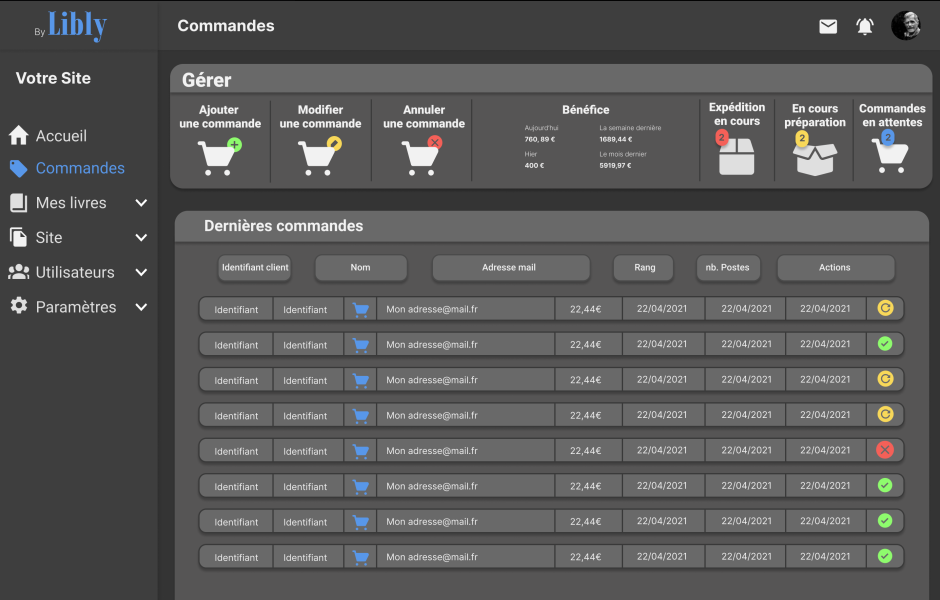 By Libly
Commandes
Votre Site
Accueil
Commandes
Mes livres
Site
Utilisateurs
Paramètres
Gérer
Ajouter
une commande
Modifier
une commande
Annuler
une commande
Bénéfice
Aujourd'hui
760, 89 €
Hier
400 €
La semaine dernière
1689,44 €
Le mois dernier
5919,97 €
Expédition
en cours
2
En cours
préparation
2
Commandes
en attentes
2
Dernières commandes
Identifiant client Nom Adresse mail Rang nb. Postes Actions
Identifiant Identifiant Mon adresse@mail.fr 22,44€ 22/04/2021 22/04/2021 22/04/2021
Identifiant Identifiant Mon adresse@mail.fr 22,44€ 22/04/2021 22/04/2021 22/04/2021
Identifiant Identifiant Mon adresse@mail.fr 22,44€ 22/04/2021 22/04/2021 22/04/2021
Identifiant Identifiant Mon adresse@mail.fr 22,44€ 22/04/2021 22/04/2021 22/04/2021
Identifiant Identifiant Mon adresse@mail.fr 22,44€ 22/04/2021 22/04/2021 22/04/2021
Identifiant Identifiant Mon adresse@mail.fr 22,44€ 22/04/2021 22/04/2021 22/04/2021
Identifiant Identifiant Mon adresse@mail.fr 22,44€ 22/04/2021 22/04/2021 22/04/2021
Identifiant Identifiant Mon adresse@mail.fr 22,44€ 22/04/2021 22/04/2021 22/04/2021